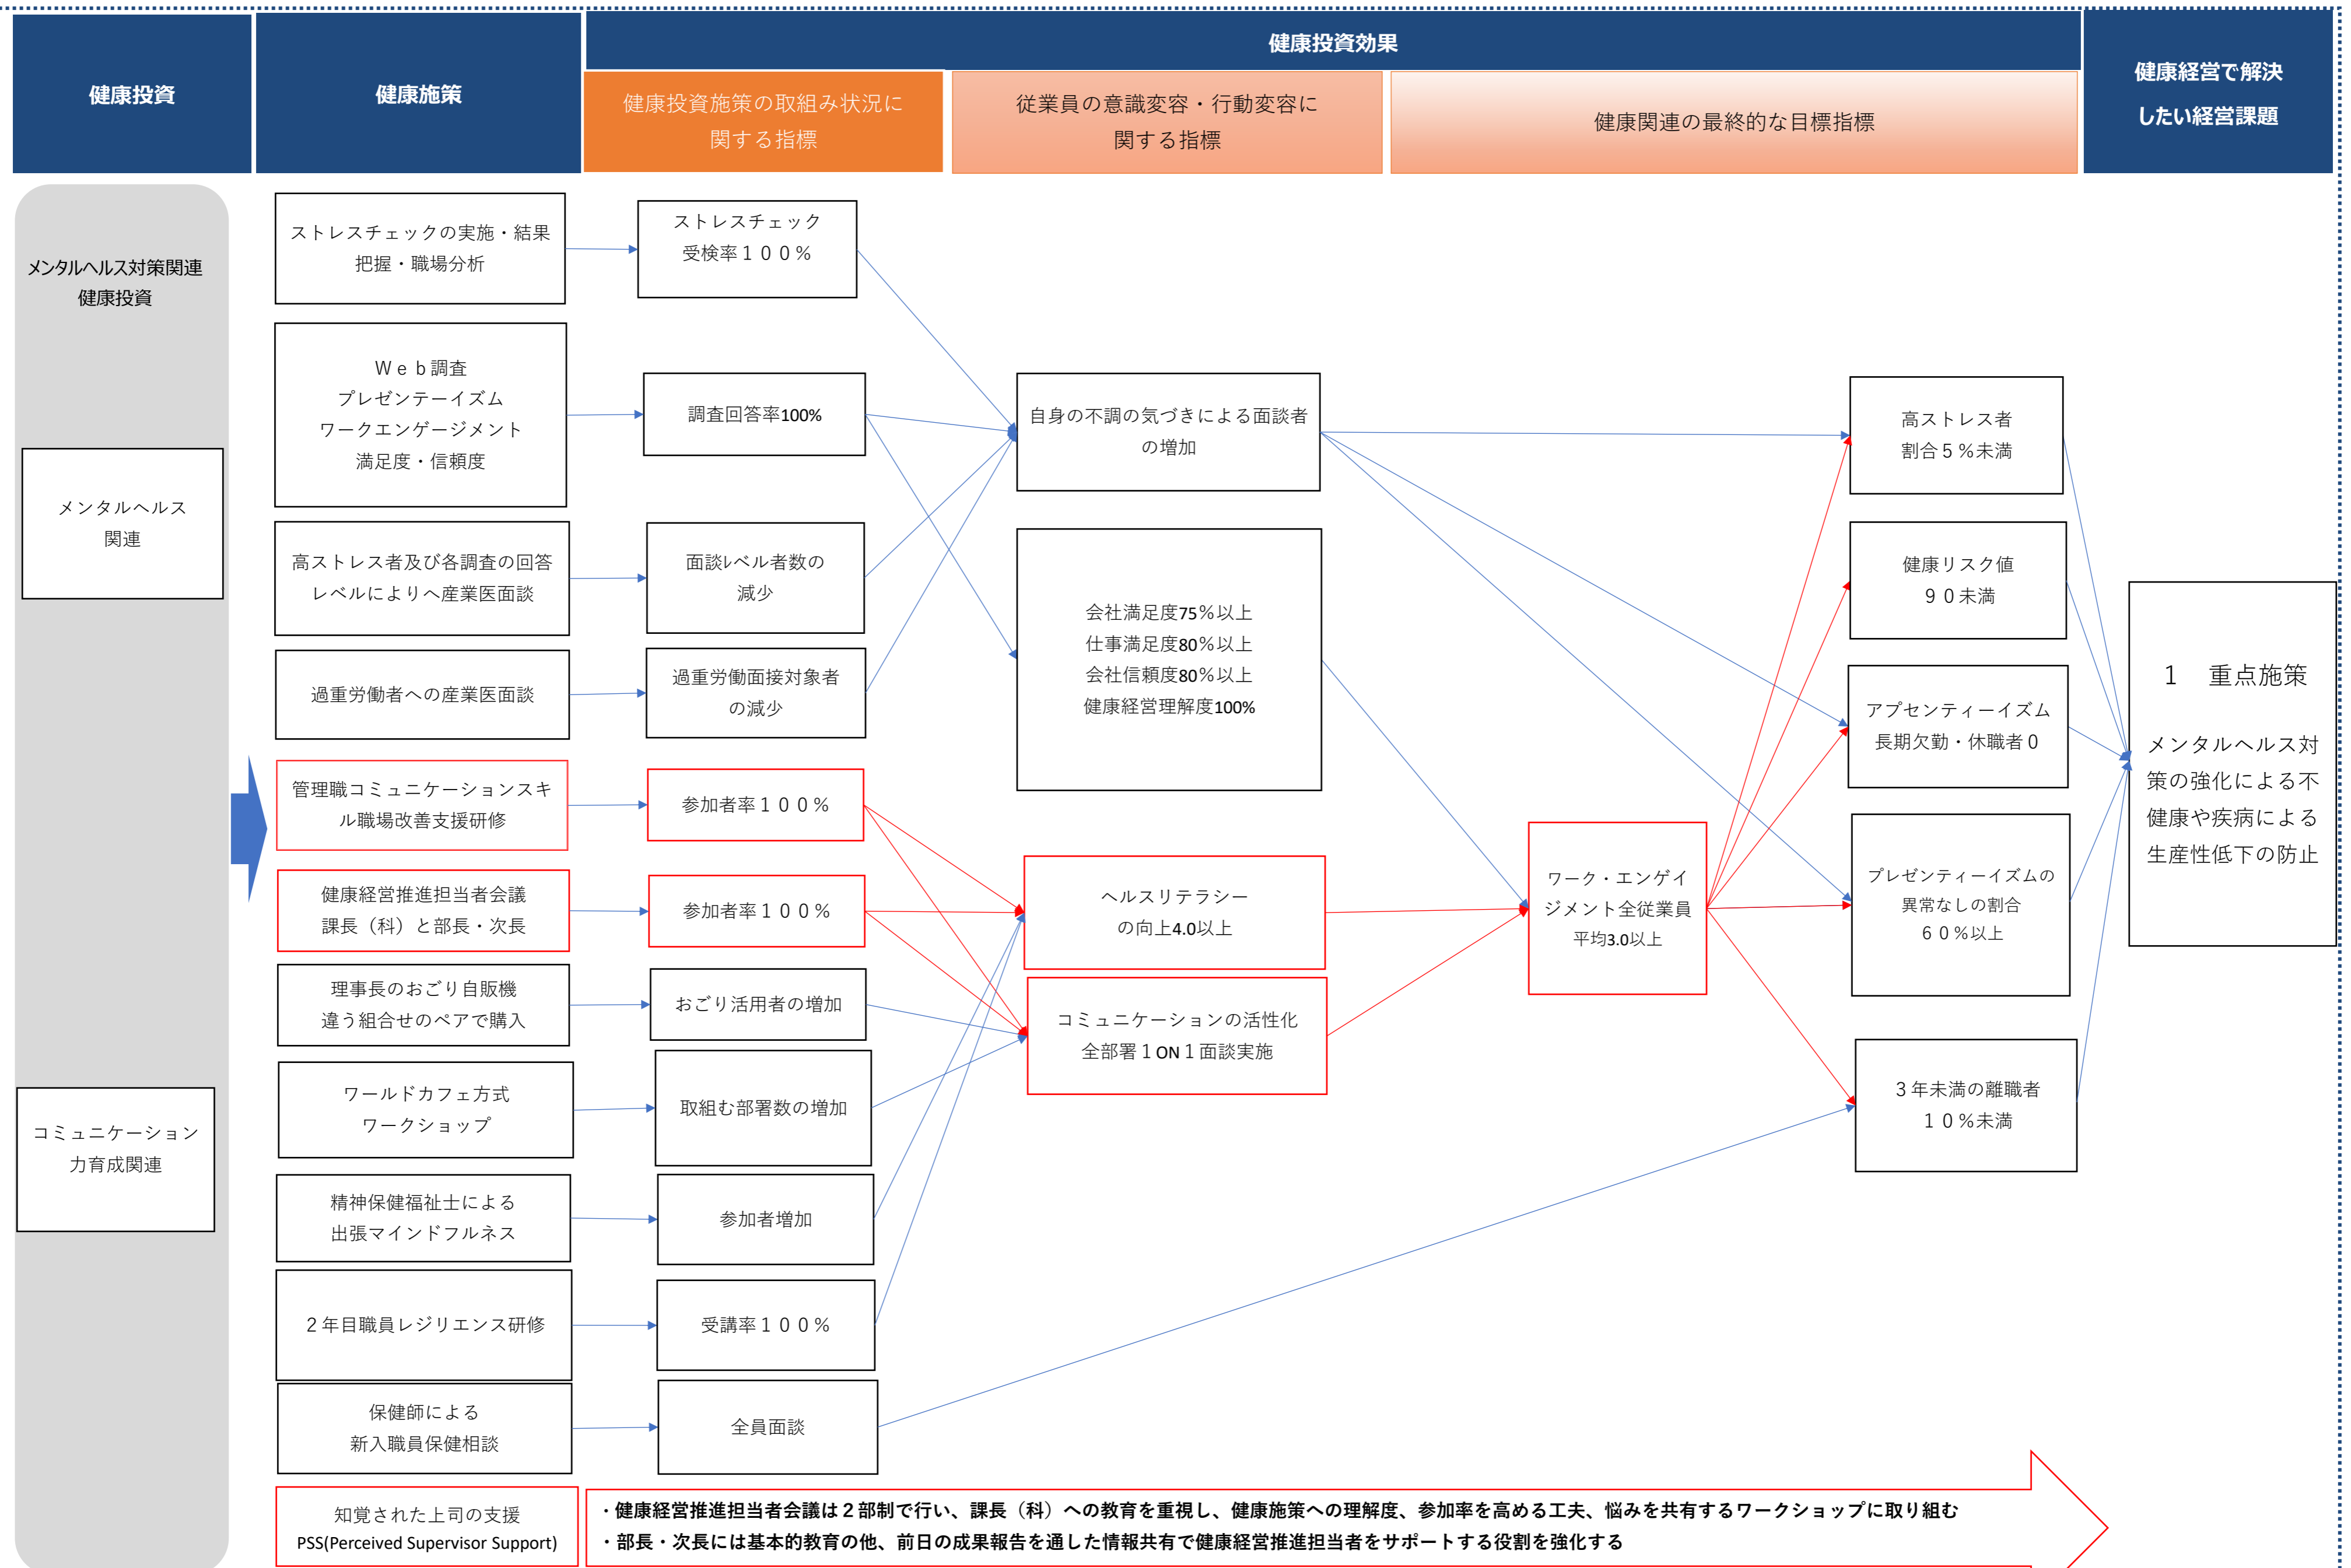 健康投資
健康施策
健康投資効果
健康投資施策の取組み状況に
関する指標
従業員の意識変容・行動変容に
関する指標
健康関連の最終的な目標指標
健康経営で解決
したい経営課題
メンタルヘルス対策関連
健康投資
メンタルヘルス
関連
コミュニケーション
力育成関連
ストレスチェックの実施・結果
把握・職場分析
Ｗｅｂ調査
プレゼンテーイズム
ワークエンゲージメント
満足度・信頼度
高ストレス者及び各調査の回答
レベルによりへ産業医面談
過重労働者への産業医面談
管理職コミュニケーションスキ
ル職場改善支援研修
健康経営推進担当者会議
課長（科）と部長・次長
理事長のおごり自販機
違う組合せのペアで購入
ワールドカフェ方式
ワークショップ
精神保健福祉士による
出張マインドフルネス
２年目職員レジリエンス研修
保健師による
新入職員保健相談
知覚された上司の支援
PSS(Perceived Supervisor Support)
ストレスチェック
受検率１００％
調査回答率100%
面談レベル者数の
減少
過重労働面接対象者
の減少
参加者率１００％
参加者率１００％
おごり活用者の増加
取組む部署数の増加
参加者増加
受講率１００％
全員面談
自身の不調の気づきによる面談者
の増加
会社満足度75％以上
仕事満足度80％以上
会社信頼度80％以上
健康経営理解度100%
ヘルスリテラシー
の向上4.0以上
コミュニケーションの活性化
全部署１ON１面談実施
ワーク・エンゲイ
ジメント全従業員
平均3.0以上
高ストレス者
割合５％未満
健康リスク値
９０未満
アプセンティーイズム
長期欠勤・休職者０
プレゼンティーイズムの
異常なしの割合
６０％以上
３年未満の離職者
１０％未満
１　重点施策
メンタルヘルス対
策の強化による不
健康や疾病による
生産性低下の防止
・健康経営推進担当者会議は２部制で行い、課長（科）への教育を重視し、健康施策への理解度、参加率を高める工夫、悩みを共有するワークショップに取り組む
・部長・次長には基本的教育の他、前日の成果報告を通した情報共有で健康経営推進担当者をサポートする役割を強化する